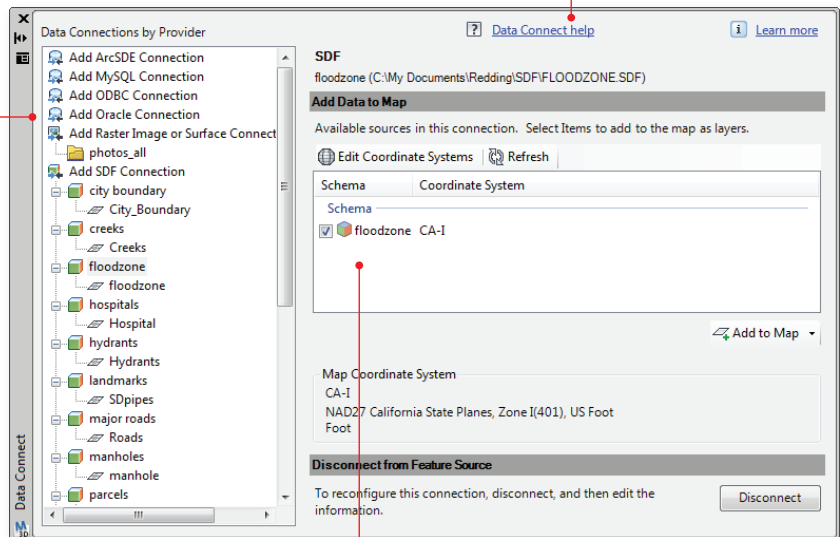 Data Connections by Provider
Add ArcSDE Connection
Add MySQL Connection
Add ODBC Connection
Add Oracle Connection
Add Raster Image or Surface Connect
photos_all
Add SDF Connection
city boundary
City_Boundary
creeks
Creeks
floodzone
floodzone
hospitals
Hospital
hydrants
Hydrants
landmarks
SDpipes
major roads
Roads
manholes
manhole
parcels
Data Connect
Data Connect help
Learn more
SDF
floodzone (C:\My Documents\Redding\SDF\FLOODZONE.SDF)
Add Data to Map
Available sources in this connection. Select Items to add to the map as layers.
Edit Coordinate Systems Refresh
Schema Coordinate System
Schema
floodzone CA-I
Add to Map
Map Coordinate System
CA-I
NAD27 California State Planes, Zone I(401), US Foot
Foot
Disconnect from Feature Source
To reconfigure this connection, disconnect, and then edit the
information.
Disconnect